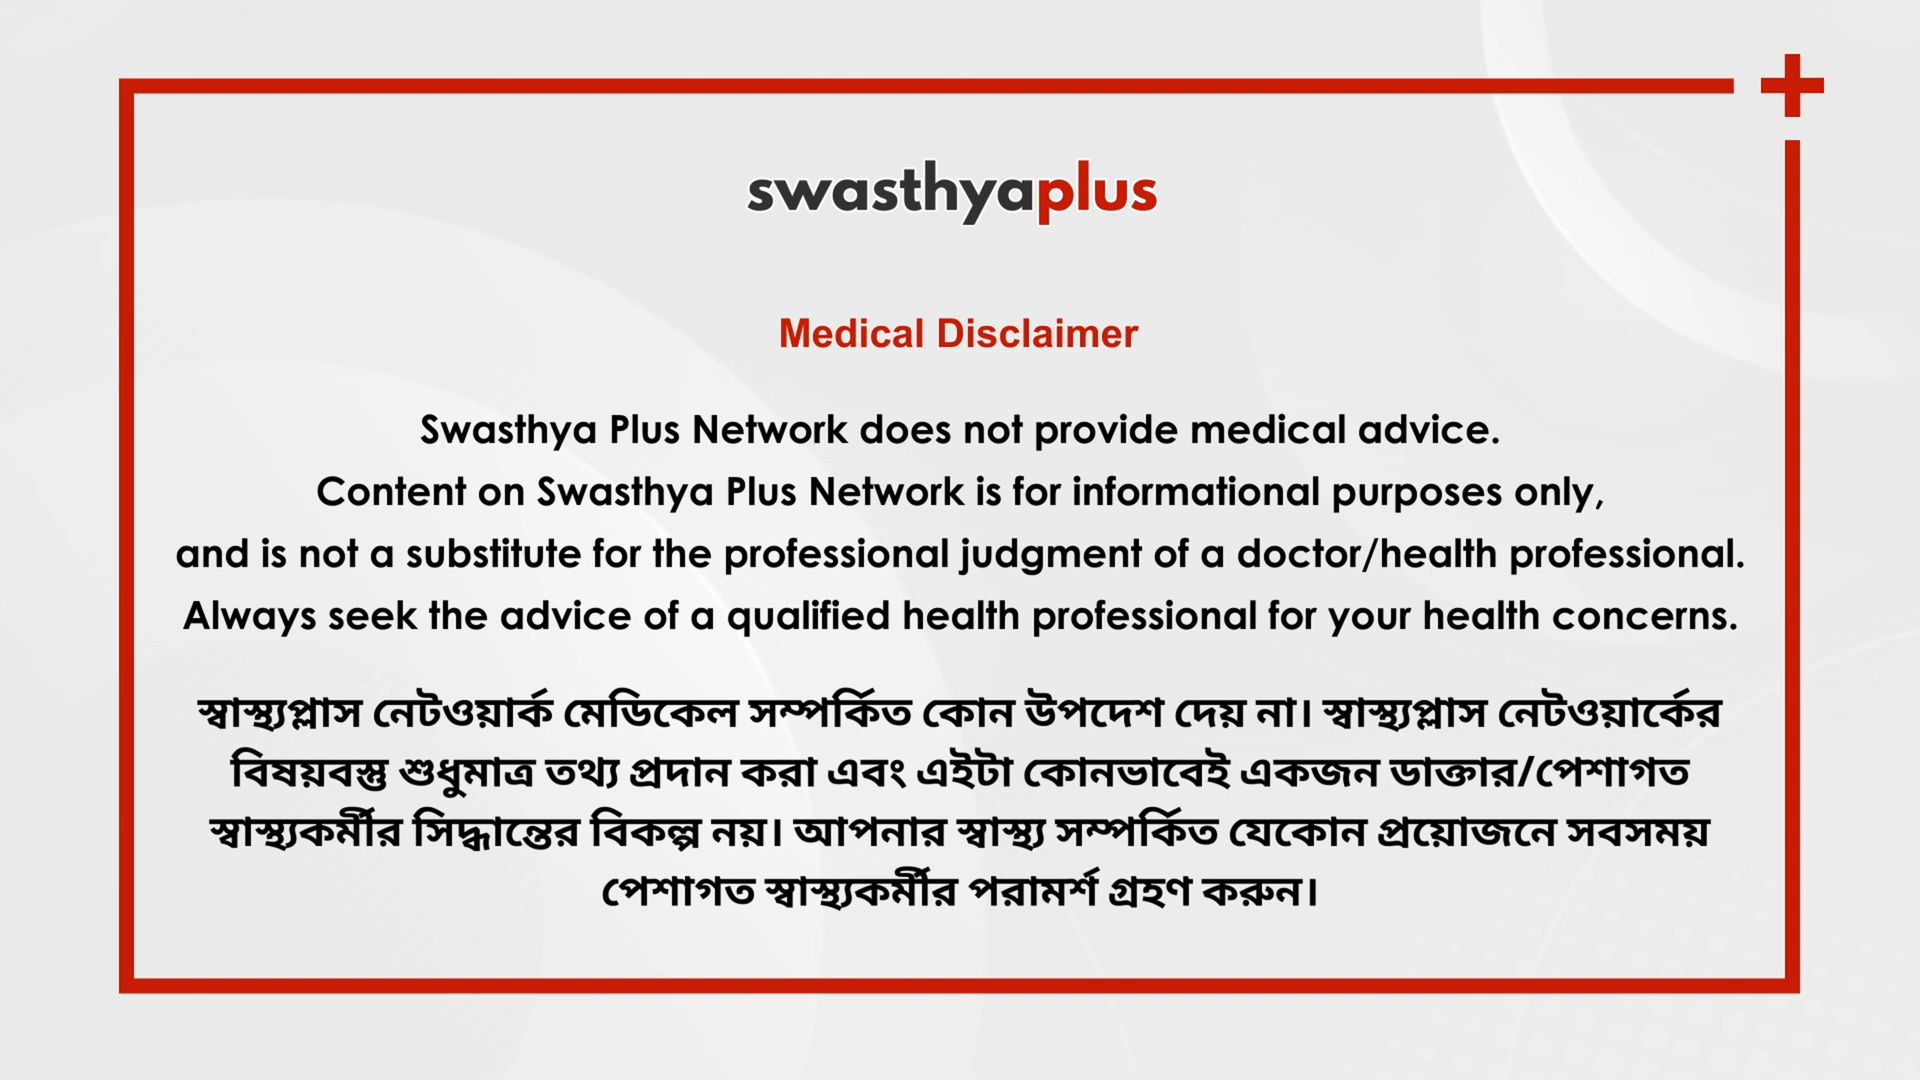 swasthyaplus
Medical Disclaimer
Swasthya Plus Network does not provide medical advice.
Content on Swasthya Plus Network is for informational purposes only,
and is not a substitute for the professional judgment of a doctor/health professional.
Always seek the advice of a qualified health professional for your health concerns.
স্বাস্থ্যপ্লাস নেটওয়ার্ক মেডিকেল সম্পর্কিত কোন উপদেশ দেয় না। স্বাস্থ্যপ্লাস নেটওয়ার্কের
বিষয়বস্তু শুধুমাত্র তথ্য প্রদান করা এবং এইটা কোনভাবেই একজন ডাক্তার/পেশাগত
স্বাস্থ্যকর্মীর সিদ্ধান্তের বিকল্প নয়। আপনার স্বাস্থ্য সম্পর্কিত যেকোন প্রয়োজনে সবসময়
পেশাগত স্বাস্থ্যকর্মীর পরামর্শ গ্রহণ করুন।